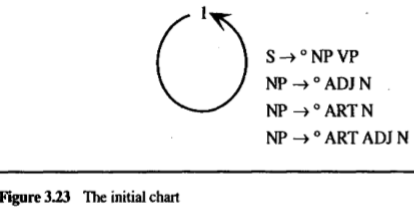 1
S → ° NP VP
NP → ° ADJ N
NP → ° ART N
NP → ° ART ADJ N
Figure 3.23 The initial chart